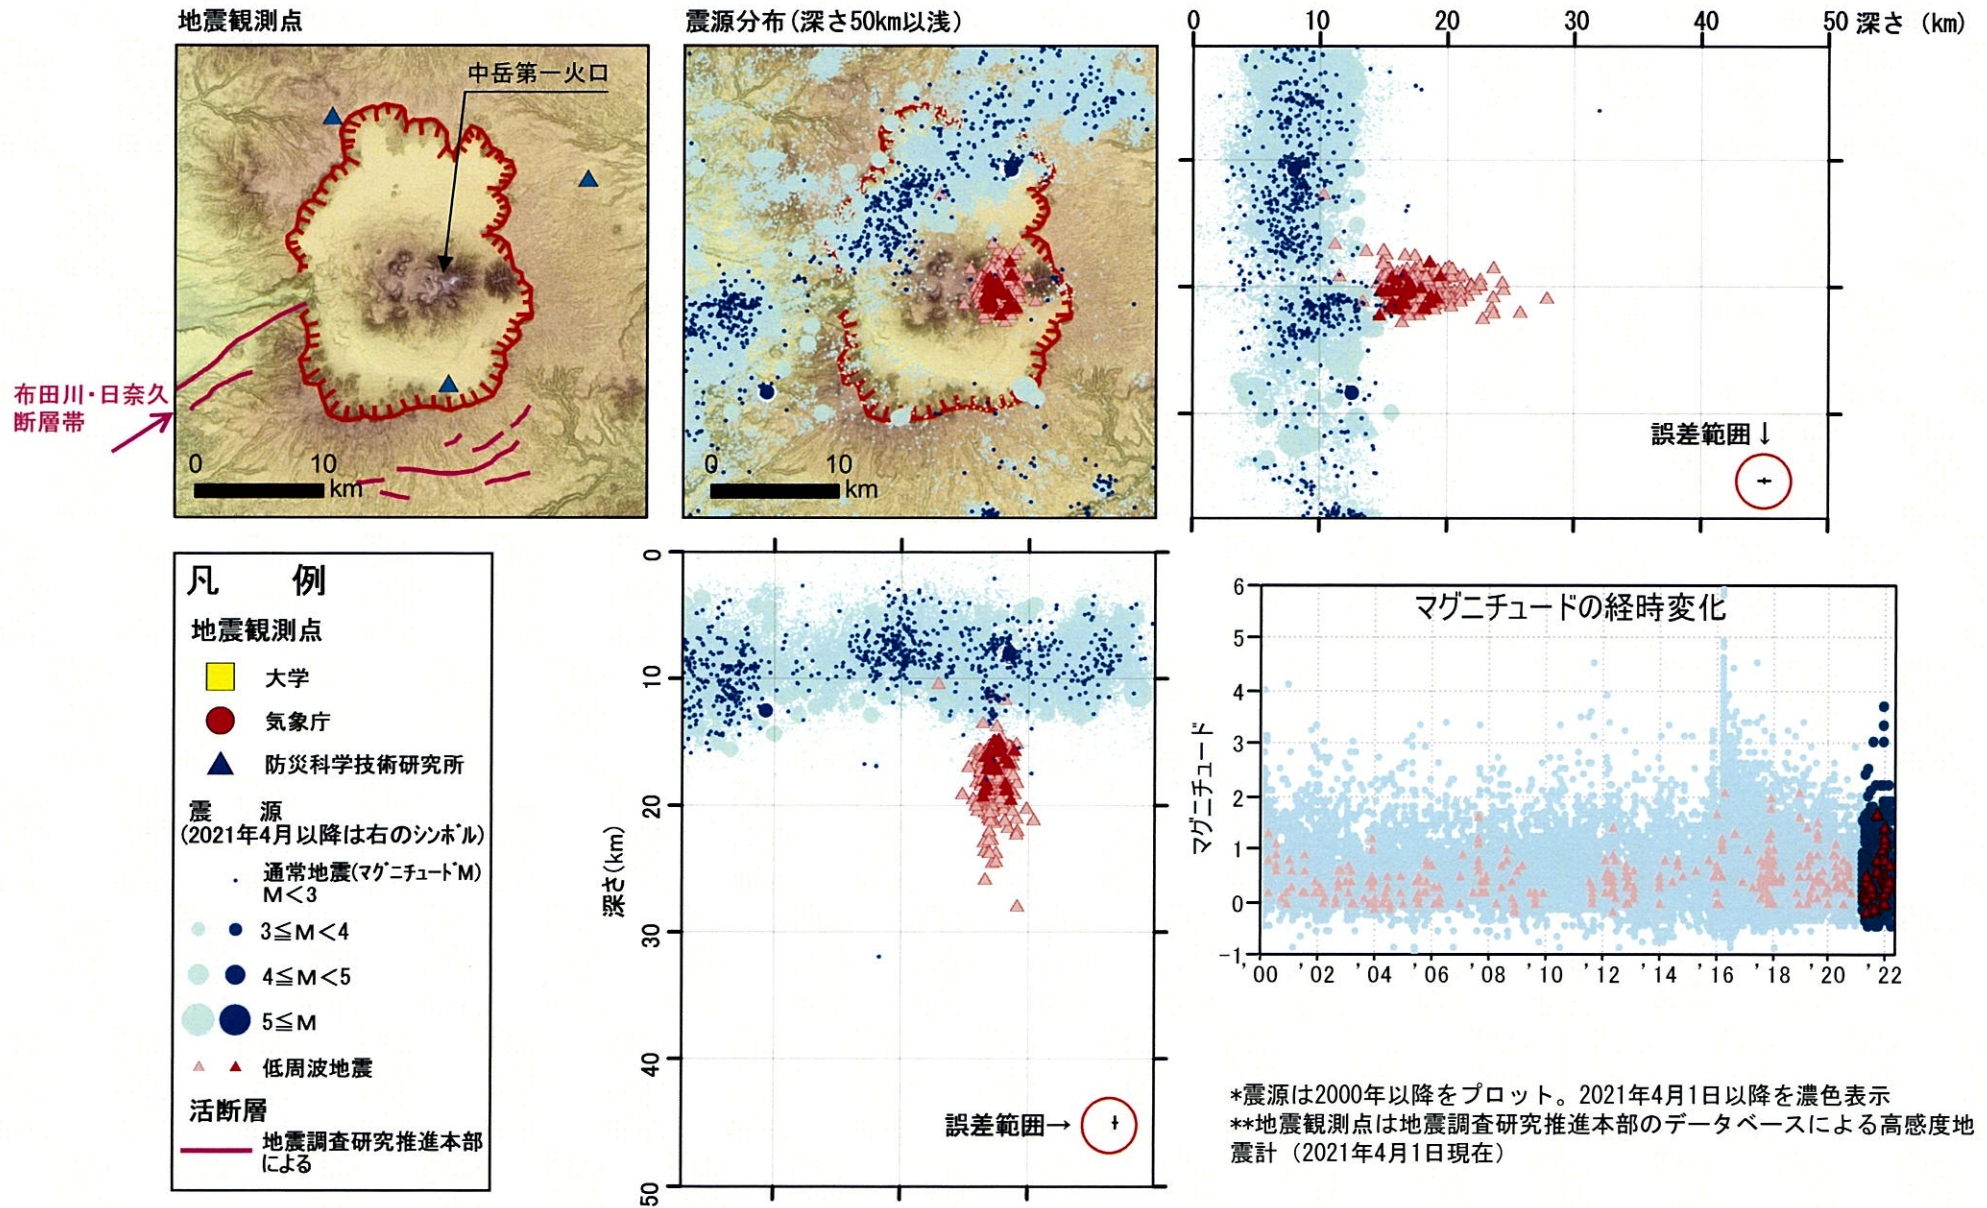 地震観測点
中岳第一火口
布田川・日奈久
断層帯
0 10
km
震源分布(深さ50km以浅)
0 10
km
0 10 20 30 40 50 深さ (km)
誤差範囲↓
凡 例
地震観測点
大学
気象庁
防災科学技術研究所
震 源
(2021年4月以降は右のシンボル)
通常地震(マグニチュードM)
M<3
3≦M<4
4≦M<5
5≦M
低周波地震
活断層
地震調査研究推進本部
による
0
10
20
30
40
50
深さ(km)
誤差範囲→
マグニチュードの経時変化
マグニチュード
6
5
4
3
2
1
0
-1
'00 '02 '04 '06 '08 '10 '12 '14 '16 '18 '20 '22
*震源は2000年以降をプロット。2021年4月1日以降を濃色表示
**地震観測点は地震調査研究推進本部のデータベースによる高感度地
震計（2021年4月1日現在）